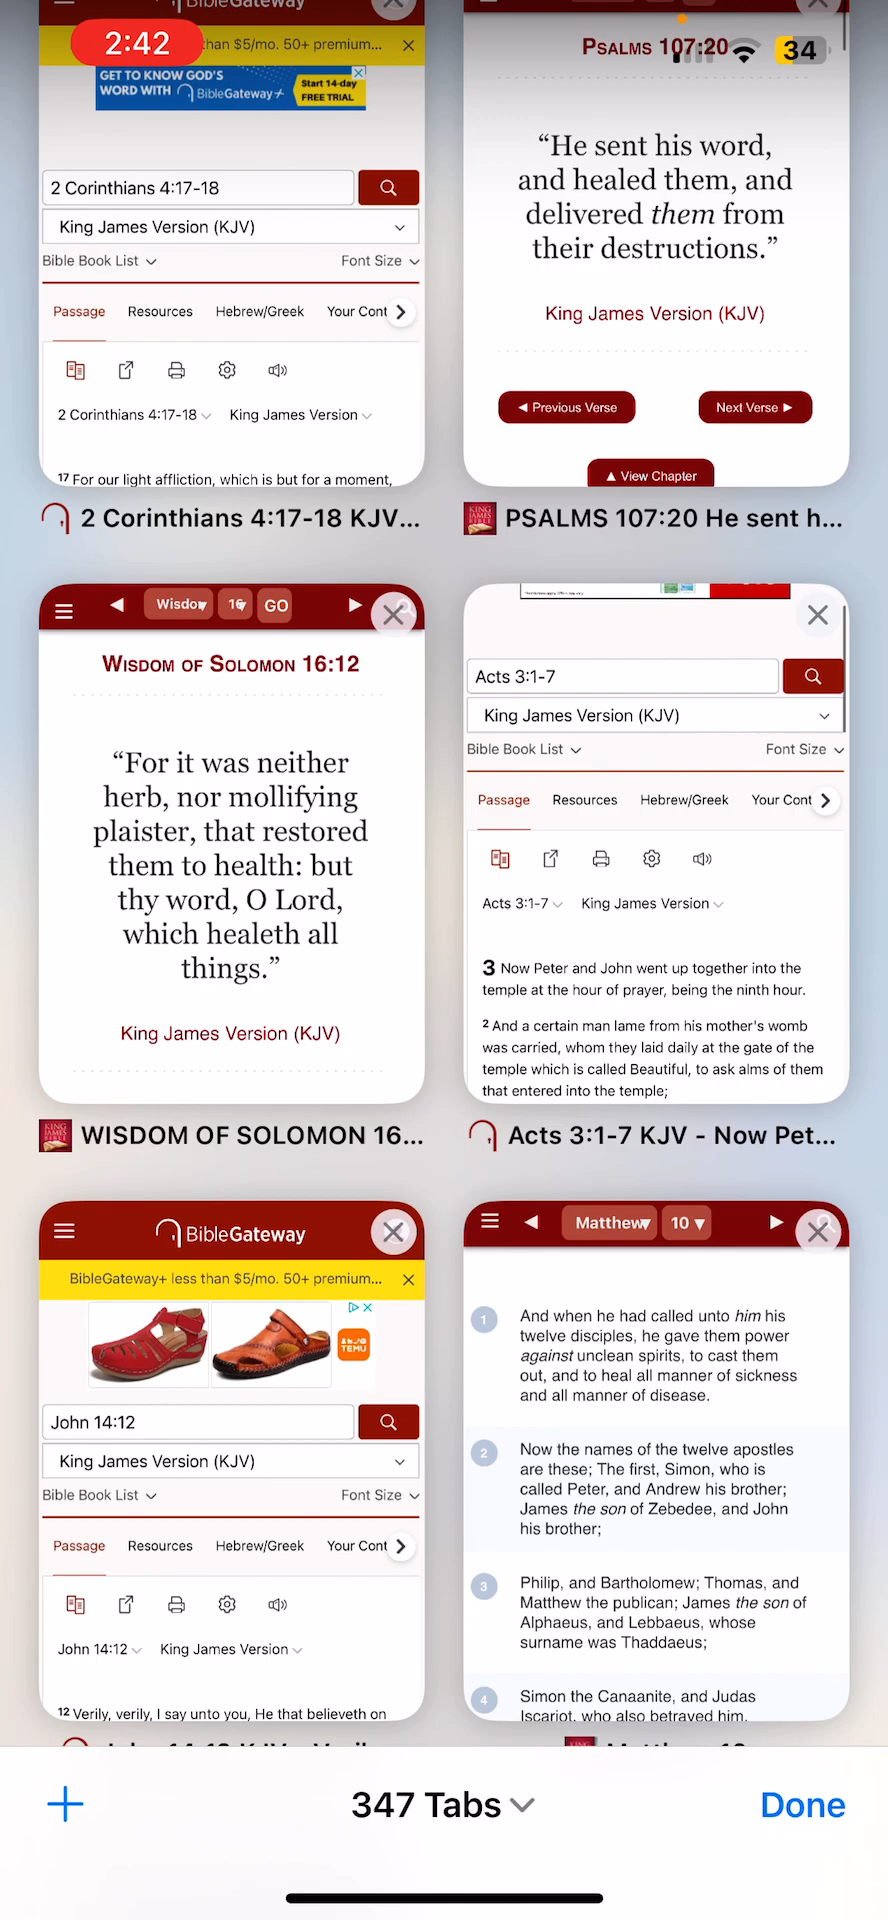 BibleGateway
2:42
than $5/mo. 50+ premium...
34
GET TO KNOW GOD'S
WORD WITH BibleGateway+
Start 14-day
FREE TRIAL
2 Corinthians 4:17-18
King James Version (KJV)
Bible Book List
Font Size
Passage Resources Hebrew/Greek Your Cont
2 Corinthians 4:17-18 King James Version
17 For our light affliction, which is but for a moment,
2 Corinthians 4:17-18 KJV...
PSALMS 107:20
“He sent his word,
and healed them, and
delivered them from
their destructions.”
King James Version (KJV)
◀ Previous Verse
Next Verse ▶
▲ View Chapter
PSALMS 107:20 He sent h...
Wisdo 16 GO
WISDOM OF SOLOMON 16:12
“For it was neither
herb, nor mollifying
plaister, that restored
them to health: but
thy word, O Lord,
which healeth all
things.”
King James Version (KJV)
KING JAMES BIBLE
WISDOM OF SOLOMON 16...
Acts 3:1-7
King James Version (KJV)
Bible Book List
Font Size
Passage Resources Hebrew/Greek Your Cont
Acts 3:1-7 King James Version
3 Now Peter and John went up together into the
temple at the hour of prayer, being the ninth hour.
2 And a certain man lame from his mother's womb
was carried, whom they laid daily at the gate of the
temple which is called Beautiful, to ask alms of them
that entered into the temple;
Acts 3:1-7 KJV - Now Pet...
BibleGateway
BibleGateway+ less than $5/mo. 50+ premium...
TEMU
John 14:12
King James Version (KJV)
Bible Book List
Font Size
Passage Resources Hebrew/Greek Your Cont
John 14:12 King James Version
12 Verily, verily, I say unto you, He that believeth on
Matthew 10
1 And when he had called unto him his
twelve disciples, he gave them power
against unclean spirits, to cast them
out, and to heal all manner of sickness
and all manner of disease.
2 Now the names of the twelve apostles
are these; The first, Simon, who is
called Peter, and Andrew his brother;
James the son of Zebedee, and John
his brother;
3 Philip, and Bartholomew; Thomas, and
Matthew the publican; James the son of
Alphaeus, and Lebbaeus, whose
surname was Thaddaeus;
4 Simon the Canaanite, and Judas
Iscariot, who also betrayed him.
347 Tabs
Done